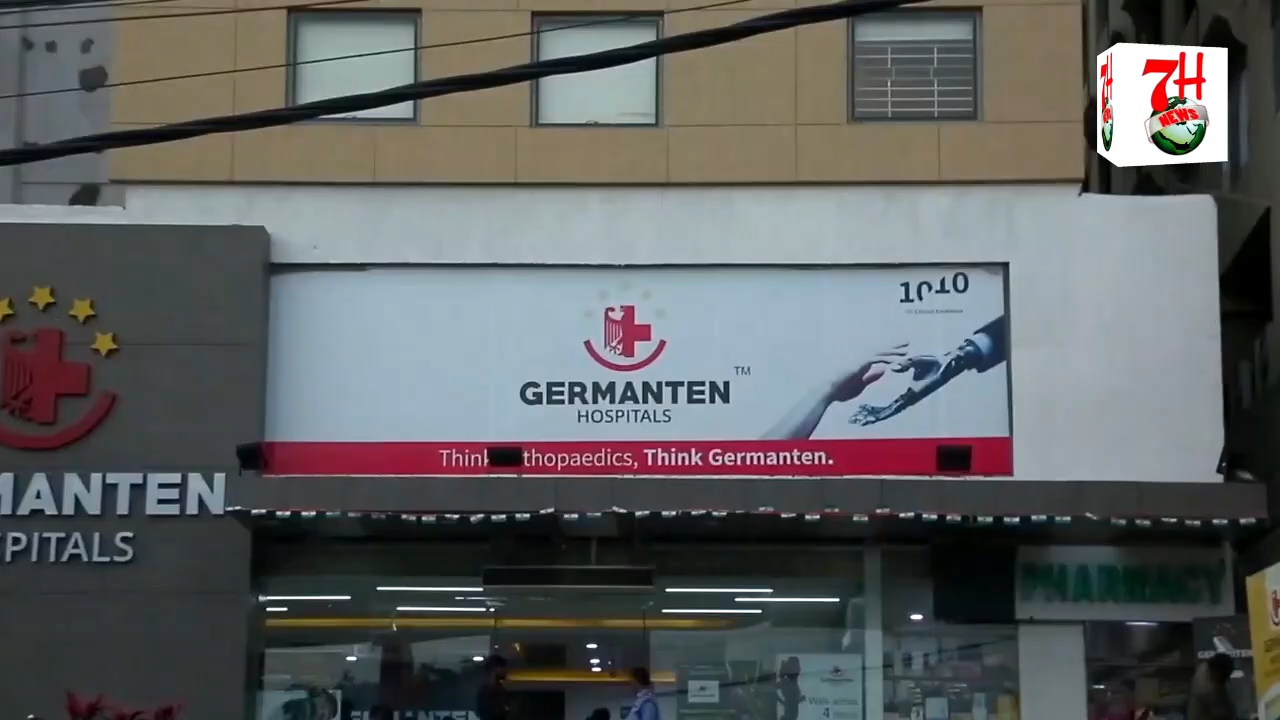 7H
NEWS
1010
GERMANTEN
TM
HOSPITALS
Think thopaedics, Think Germanten.
MANTEN
SPITALS
PHARMACY